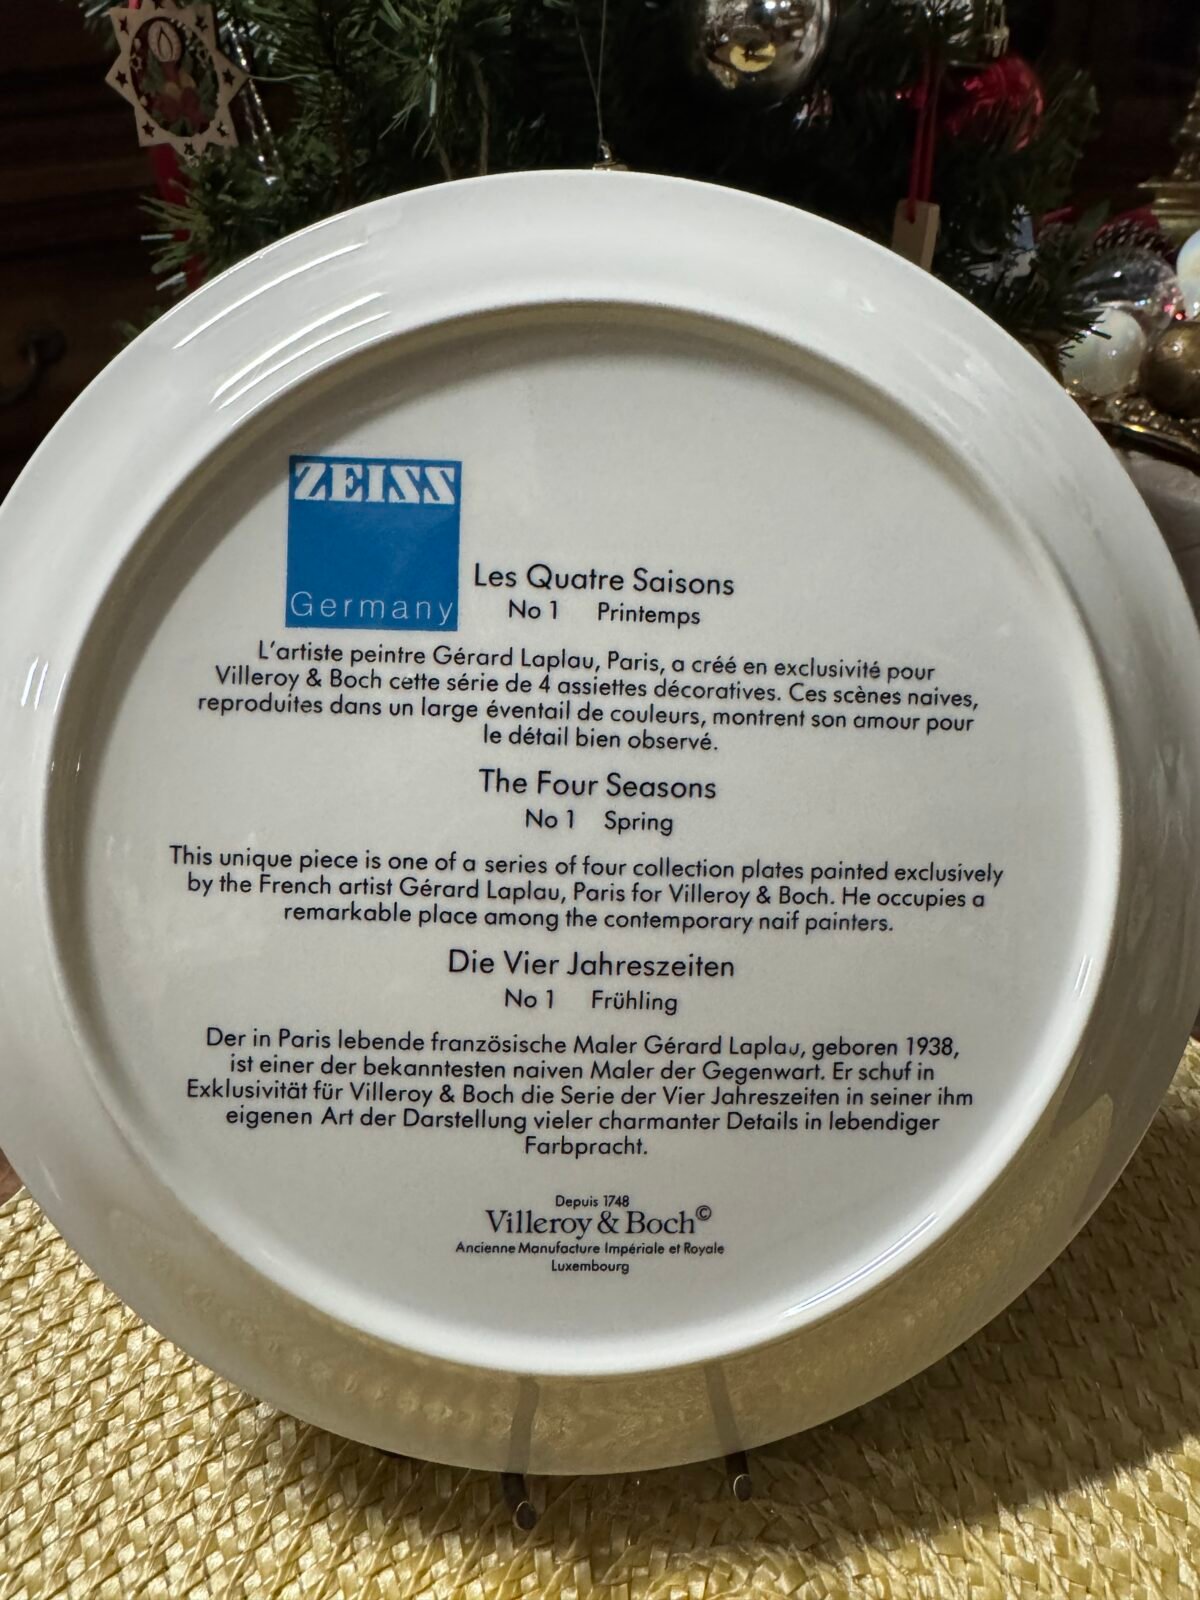 ZEISS
Germany
Les Quatre Saisons
No 1 Printemps
L'artiste peintre Gérard Laplau, Paris, a créé en exclusivité pour
Villeroy & Boch cette série de 4 assiettes décoratives. Ces scènes naives,
reproduites dans un large éventail de couleurs, montrent son amour pour
le détail bien observé.
The Four Seasons
No 1 Spring
This unique piece is one of a series of four collection plates painted exclusively
by the French artist Gérard Laplau, Paris for Villeroy & Boch. He occupies a
remarkable place among the contemporary naif painters.
Die Vier Jahreszeiten
No 1 Frühling
Der in Paris lebende französische Maler Gérard Laplau, geboren 1938,
ist einer der bekanntesten naiven Maler der Gegenwart. Er schuf in
Exklusivität für Villeroy & Boch die Serie der Vier Jahreszeiten in seiner ihm
eigenen Art der Darstellung vieler charmanter Details in lebendiger
Farbpracht.
Depuis 1748
Villeroy & Boch©
Ancienne Manufacture Impériale et Royale
Luxembourg